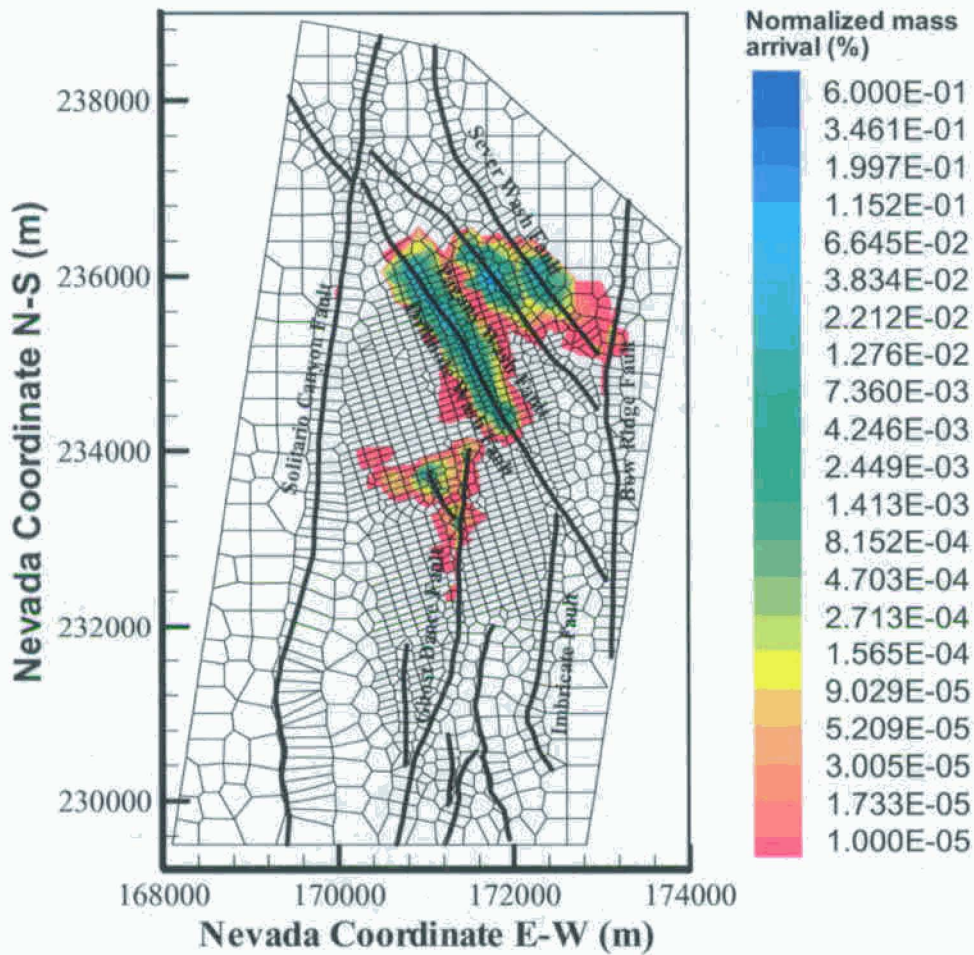 Normalized mass
arrival (%)
6.000E-01
3.461E-01
1.997E-01
1.152E-01
6.645E-02
3.834E-02
2.212E-02
1.276E-02
7.360E-03
4.246E-03
2.449E-03
1.413E-03
8.152E-04
4.703E-04
2.713E-04
1.565E-04
9.029E-05
5.209E-05
3.005E-05
1.733E-05
1.000E-05
Nevada Coordinate N-S (m)
238000
236000
234000
232000
230000
Sever Wash Fault
Wash Fault
Wash Fault
Solitario Canyon Fault
Bow Ridge Fault
Ghost Dance Fault
Imbricate Fault
168000
170000
172000
174000
Nevada Coordinate E-W (m)